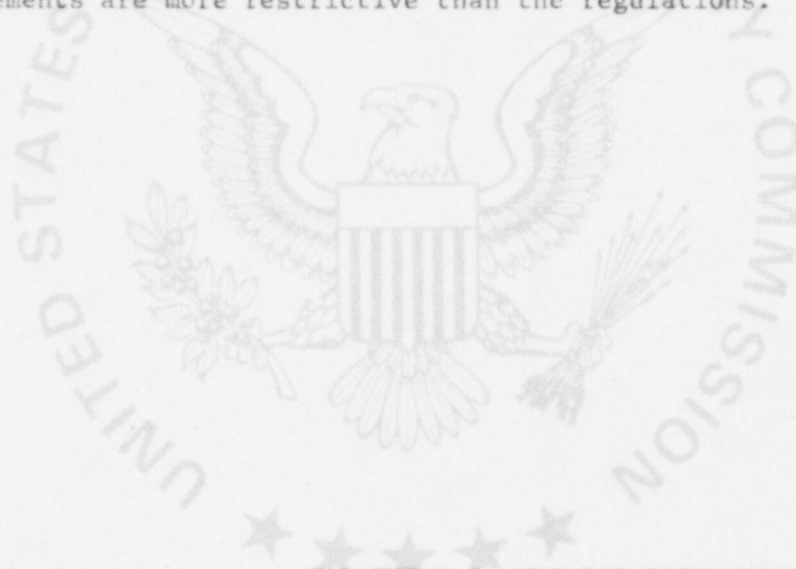 ements are more restrictive than the regulations.
UNITED STATES
Y COMMISSION